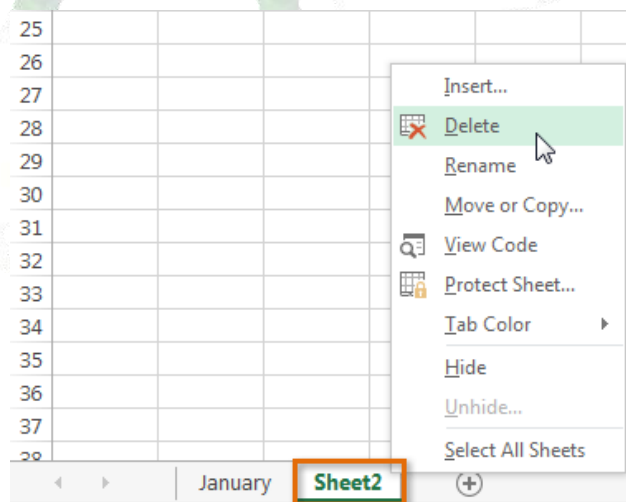 25
26
27
28
29
30
31
32
33
34
35
36
37
38
Insert...
Delete
Rename
Move or Copy...
View Code
Protect Sheet...
Tab Color
Hide
Unhide...
Select All Sheets
January Sheet2